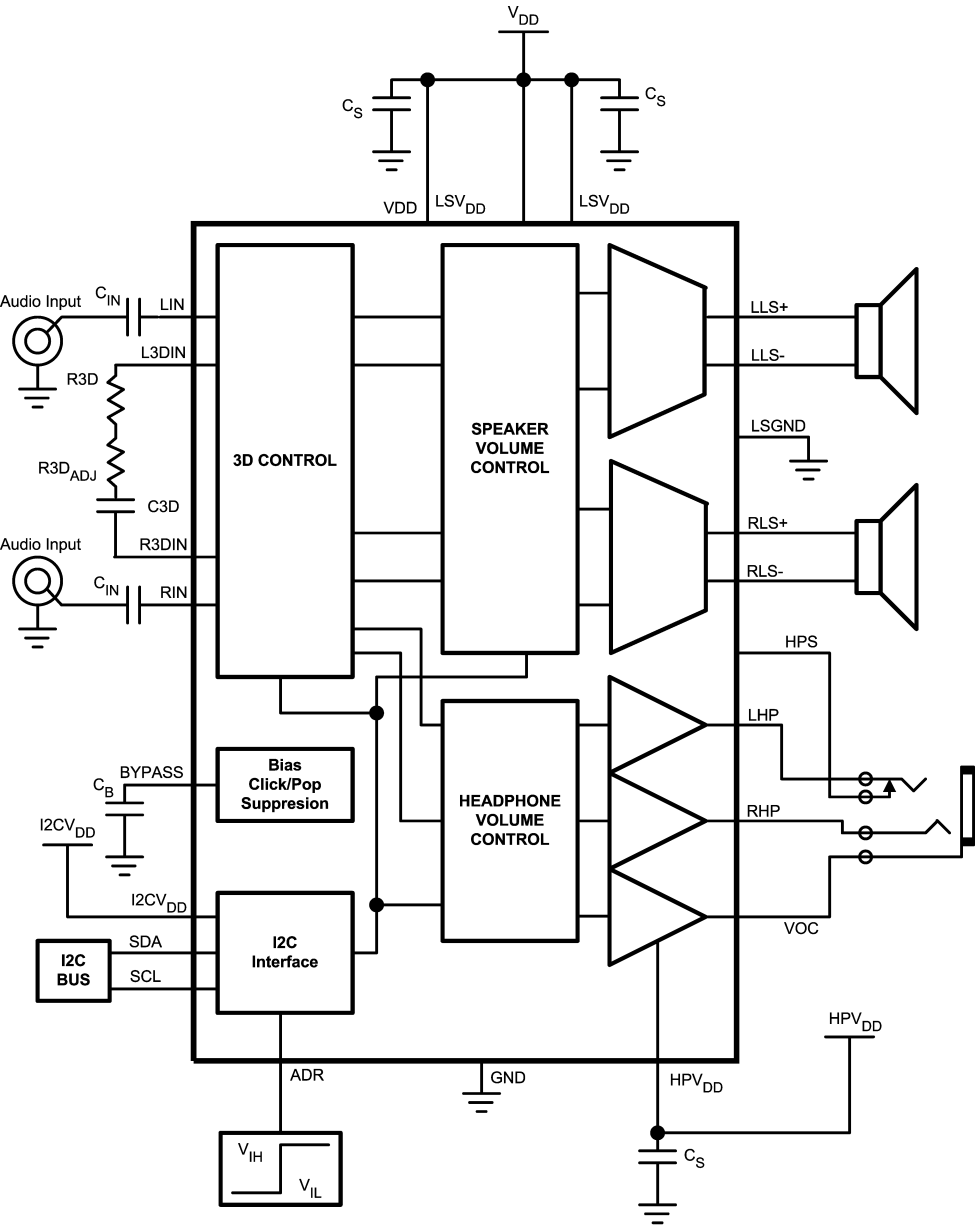 VDD
CS
CS
VDD
LSVDD
LSVDD
Audio Input
CIN
LIN
L3DIN
R3D
R3DADJ
C3D
R3DIN
Audio Input
CIN
RIN
3D CONTROL
SPEAKER
VOLUME
CONTROL
LLS+
LLS-
LSGND
RLS+
RLS-
HPS
LHP
RHP
VOC
BYPASS
CB
Bias
Click/Pop
Suppresion
HEADPHONE
VOLUME
CONTROL
I2CVDD
I2CVDD
I2C
BUS
SDA
SCL
I2C
Interface
ADR
GND
HPVDD
HPVDD
CS
VIH
VIL